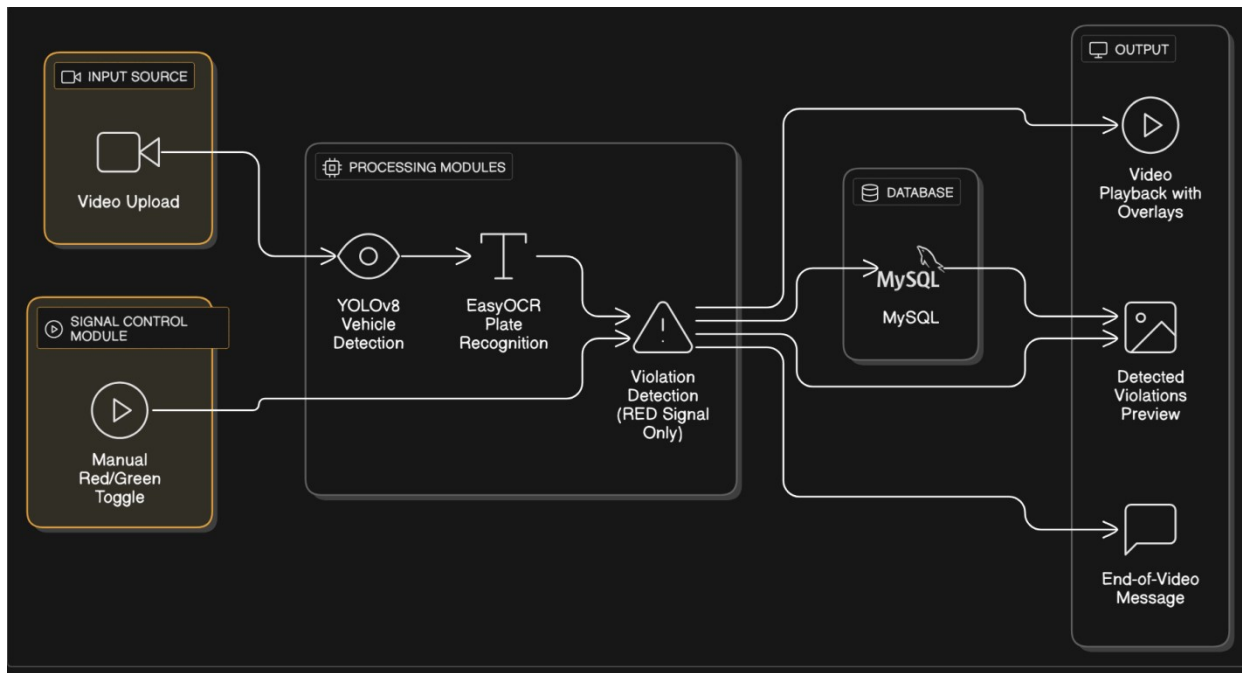 INPUT SOURCE
Video Upload
SIGNAL CONTROL
MODULE
Manual
Red/Green
Toggle
PROCESSING MODULES
YOLOv8
Vehicle
Detection
EasyOCR
Plate
Recognition
Violation
Detection
(RED Signal
Only)
DATABASE
MySQL
MySQL
OUTPUT
Video
Playback with
Overlays
Detected
Violations
Preview
End-of-Video
Message